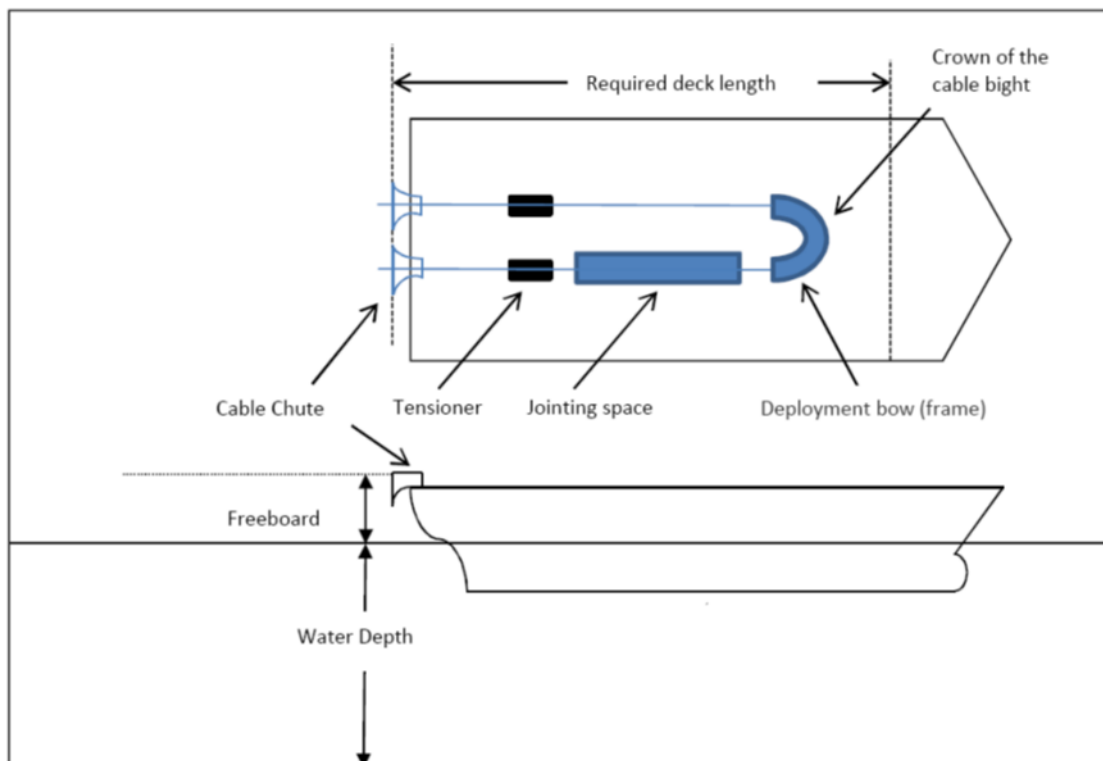 Crown of the
cable bight
Required deck length
Cable Chute
Tensioner
Jointing space
Deployment bow (frame)
Freeboard
Water Depth